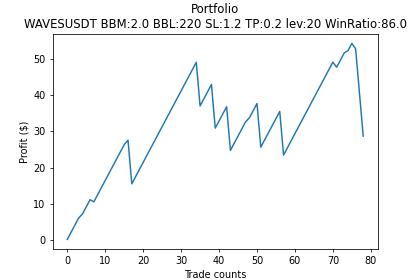 Portfolio
WAVESUSDT BBM:2.0 BBL:220 SL:1.2 TP:0.2 lev:20 WinRatio:86.0
Profit ($)
50
40
30
20
10
0
0 10 20 30 40 50 60 70 80
Trade counts